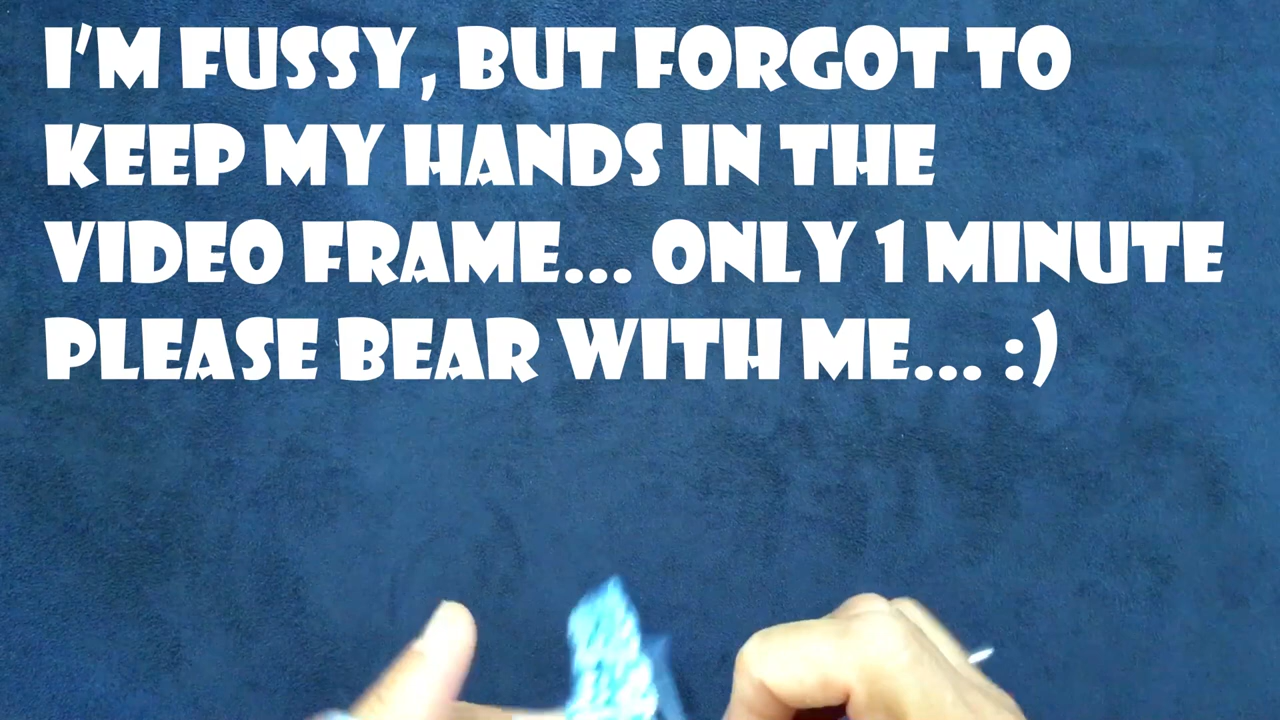 I'M FUSSY, BUT FORGOT TO
KEEP MY HANDS IN THE
VIDEO FRAME... ONLY 1 MINUTE
PLEASE BEAR WITH ME... :)